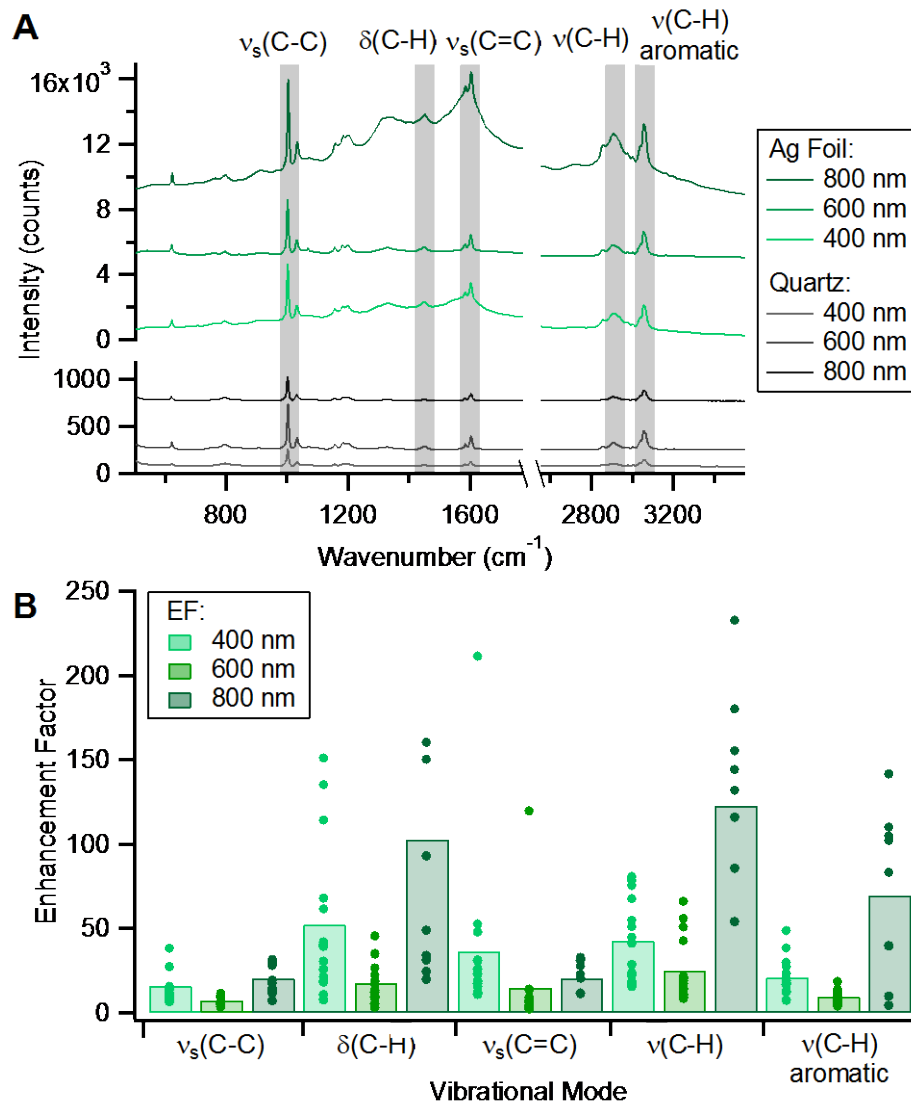 A
νs(C-C)
δ(C-H)
νs(C=C)
ν(C-H)
ν(C-H)
aromatic
16x10³
12
8
4
0
1000
500
0
Intensity (counts)
800
1200
1600
2800
3200
Wavenumber (cm⁻¹)
Ag Foil:
800 nm
600 nm
400 nm
Quartz:
400 nm
600 nm
800 nm
B
250
200
150
100
50
0
Enhancement Factor
EF:
400 nm
600 nm
800 nm
νs(C-C)
δ(C-H)
νs(C=C)
ν(C-H)
ν(C-H)
aromatic
Vibrational Mode